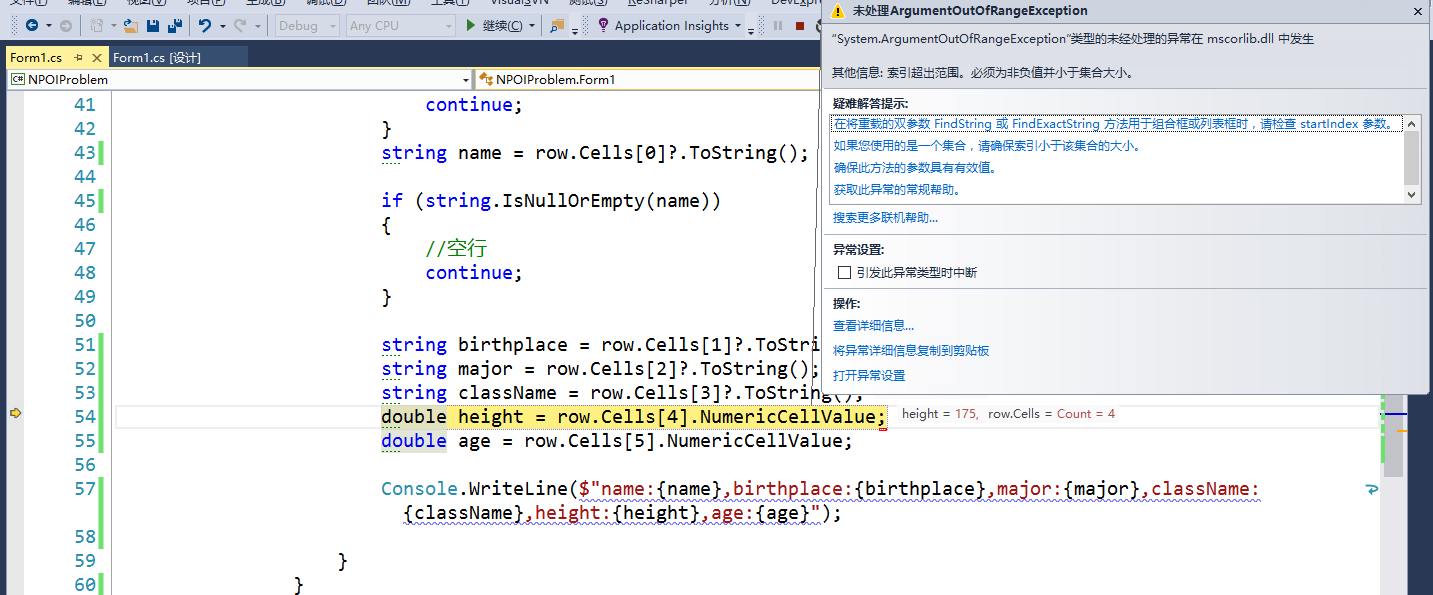 文件(F) 编辑(E) 视图(V) 项目(P) 生成(B) 调试(D) 团队(M) 工具(T) VisualSVN 测试(S) ReSharper 分析(N) DevExpre
Debug Any CPU 继续(C) Application Insights
Form1.cs Form1.cs [设计]
C# NPOIProblem NPOIProblem.Form1
41 continue;
42 }
43 string name = row.Cells[0]?.ToString();
44
45 if (string.IsNullOrEmpty(name))
46 {
47 //空行
48 continue;
49 }
50
51 string birthplace = row.Cells[1]?.ToStri
52 string major = row.Cells[2]?.ToString();
53 string className = row.Cells[3]?.ToString();
54 double height = row.Cells[4].NumericCellValue; height = 175, row.Cells = Count = 4
55 double age = row.Cells[5].NumericCellValue;
56
57 Console.WriteLine($"name:{name},birthplace:{birthplace},major:{major},className:
{className},height:{height},age:{age}");
58
59 }
60 }
未处理ArgumentOutOfRangeException
“System.ArgumentOutOfRangeException”类型的未经处理的异常在 mscorlib.dll 中发生
其他信息: 索引超出范围。必须为非负值并小于集合大小。
疑难解答提示:
在将重载的双参数 FindString 或 FindExactString 方法用于组合框或列表框时，请检查 startIndex 参数。
如果您使用的是一个集合，请确保索引小于该集合的大小。
确保此方法的参数具有有效值。
获取此异常的常规帮助。
搜索更多联机帮助...
异常设置:
引发此异常类型时中断
操作:
查看详细信息...
将异常详细信息复制到剪贴板
打开异常设置